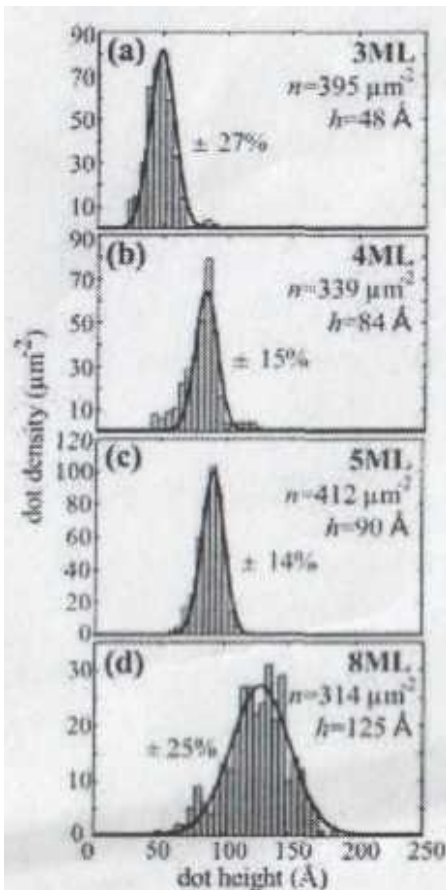 dot density (μm⁻²)
90
70
50
30
10
(a)
3ML
n=395 μm⁻²
h=48 Å
± 27%
90
70
50
30
10
(b)
4ML
n=339 μm⁻²
h=84 Å
± 15%
120
100
80
60
40
20
0
(c)
5ML
n=412 μm⁻²
h=90 Å
± 14%
30
20
10
0
(d)
8ML
n=314 μm⁻²
h=125 Å
±25%
0 50 100 150 200 250
dot height (Å)